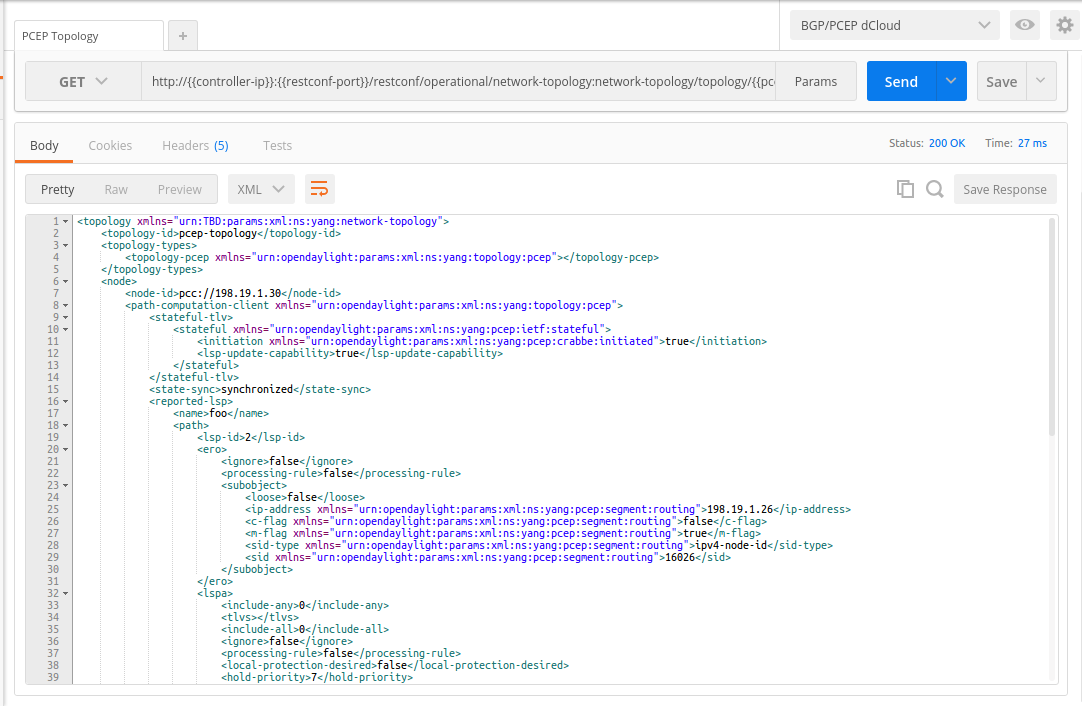 PCEP Topology
+
BGP/PCEP dCloud
GET
http://{{controller-ip}}:{{restconf-port}}/restconf/operational/network-topology:network-topology/topology/{{pc
Params
Send
Save
Body
Cookies
Headers (5)
Tests
Status: 200 OK
Time: 27 ms
Pretty
Raw
Preview
XML
Save Response
1 <topology xmlns="urn:TBD:params:xml:ns:yang:network-topology">
2 <topology-id>pcep-topology</topology-id>
3 <topology-types>
4 <topology-pcep xmlns="urn:opendaylight:params:xml:ns:yang:topology:pcep"></topology-pcep>
5 </topology-types>
6 <node>
7 <node-id>pcc://198.19.1.30</node-id>
8 <path-computation-client xmlns="urn:opendaylight:params:xml:ns:yang:topology:pcep">
9 <stateful-tlv>
10 <stateful xmlns="urn:opendaylight:params:xml:ns:yang:pcep:ietf:stateful">
11 <initiation xmlns="urn:opendaylight:params:xml:ns:yang:pcep:crabbe:initiated">true</initiation>
12 <lsp-update-capability>true</lsp-update-capability>
13 </stateful>
14 </stateful-tlv>
15 <state-sync>synchronized</state-sync>
16 <reported-lsp>
17 <name>foo</name>
18 <path>
19 <lsp-id>2</lsp-id>
20 <ero>
21 <ignore>false</ignore>
22 <processing-rule>false</processing-rule>
23 <subobject>
24 <loose>false</loose>
25 <ip-address xmlns="urn:opendaylight:params:xml:ns:yang:pcep:segment:routing">198.19.1.26</ip-address>
26 <c-flag xmlns="urn:opendaylight:params:xml:ns:yang:pcep:segment:routing">false</c-flag>
27 <m-flag xmlns="urn:opendaylight:params:xml:ns:yang:pcep:segment:routing">true</m-flag>
28 <sid-type xmlns="urn:opendaylight:params:xml:ns:yang:pcep:segment:routing">ipv4-node-id</sid-type>
29 <sid xmlns="urn:opendaylight:params:xml:ns:yang:pcep:segment:routing">16026</sid>
30 </subobject>
31 </ero>
32 <lspa>
33 <include-any>0</include-any>
34 <tlvs></tlvs>
35 <include-all>0</include-all>
36 <ignore>false</ignore>
37 <processing-rule>false</processing-rule>
38 <local-protection-desired>false</local-protection-desired>
39 <hold-priority>7</hold-priority>